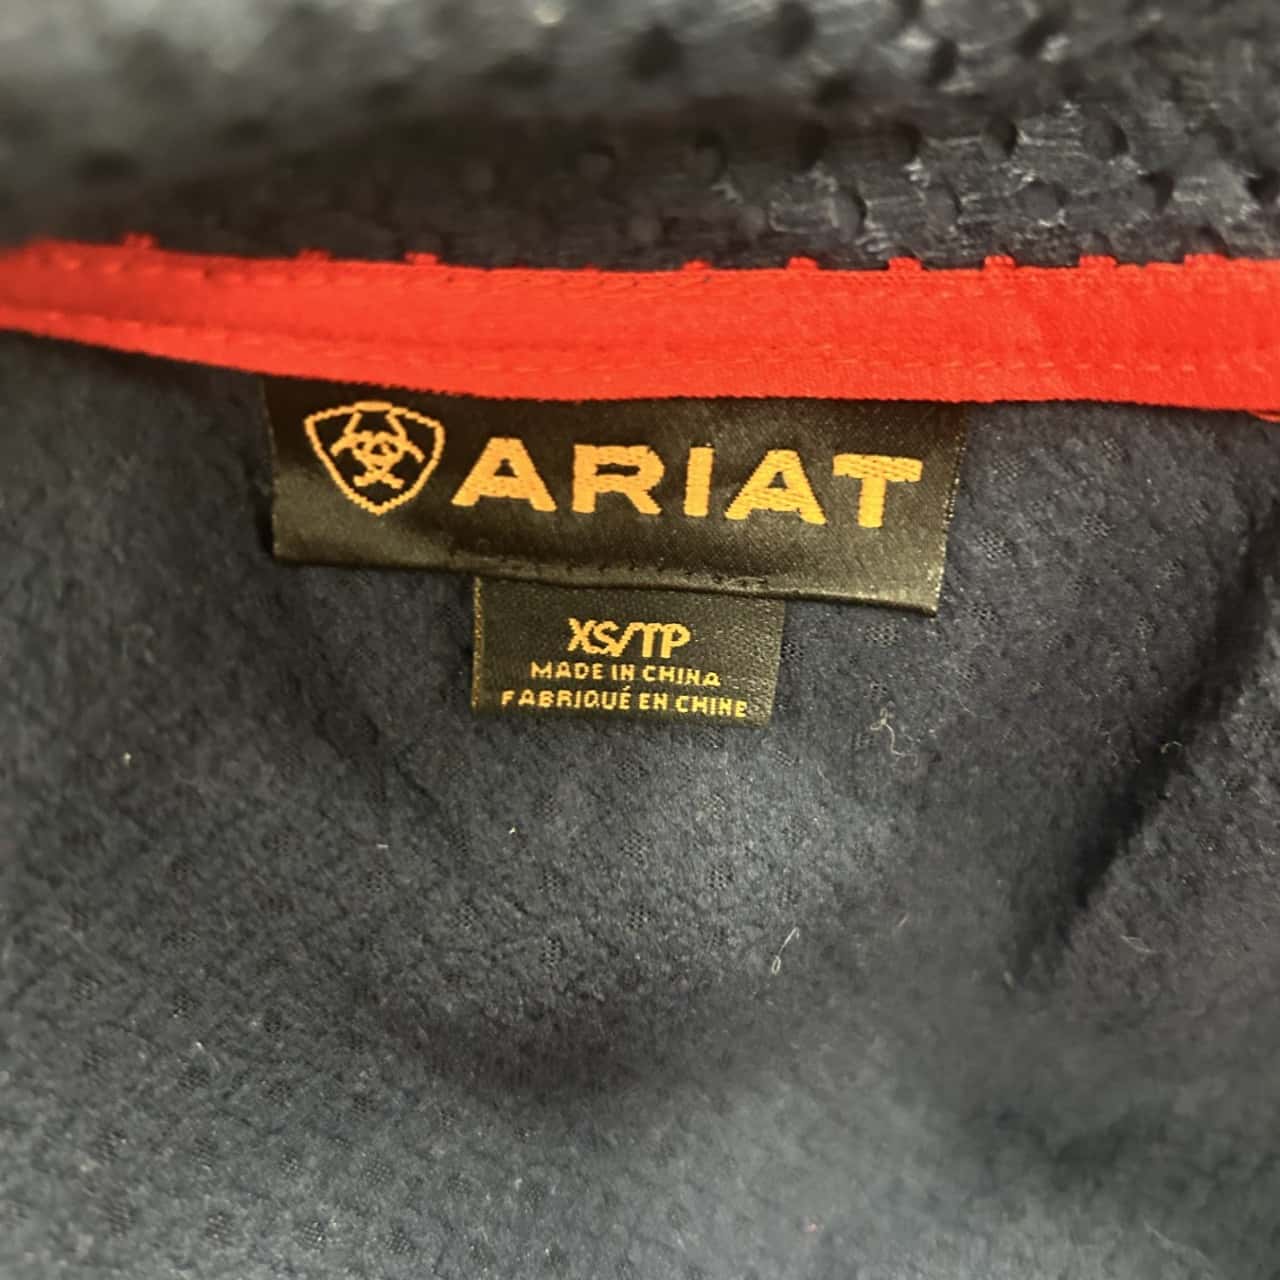 ARIAT
XS/TP
MADE IN CHINA
FABRIQUÉ EN CHINE